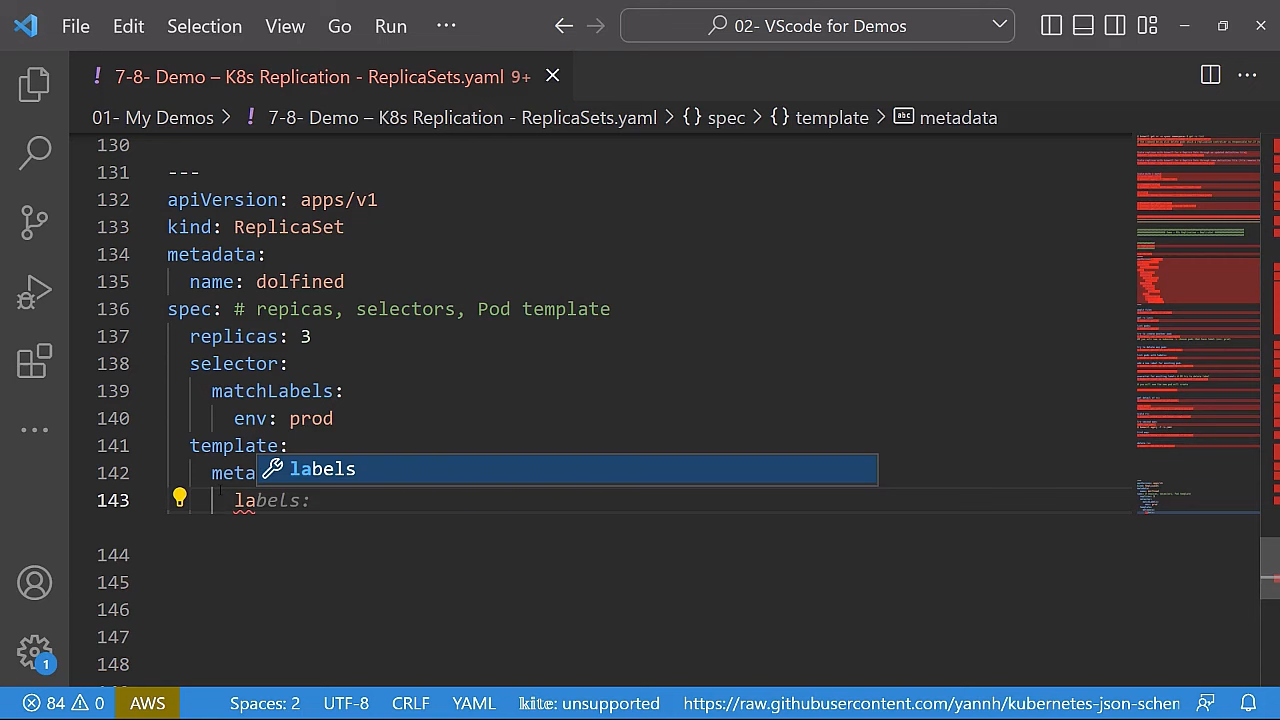 File Edit Selection View Go Run ··· 02- VScode for Demos
! 7-8- Demo – K8s Replication - ReplicaSets.yaml 9+
01- My Demos > ! 7-8- Demo – K8s Replication - ReplicaSets.yaml > {} spec > {} template > abc metadata
130
131 ---
132 apiVersion: apps/v1
133 kind: ReplicaSet
134 metadata:
135 name: dolfined
136 spec: # repicas, selectors, Pod template
137 replicas: 3
138 selector:
139 matchLabels:
140 env: prod
141 template:
142 meta labels
143 labels:
144
145
146
147
148
1
84 0 AWS Spaces: 2 UTF-8 CRLF YAML kite: unsupported https://raw.githubusercontent.com/yannh/kubernetes-json-schen